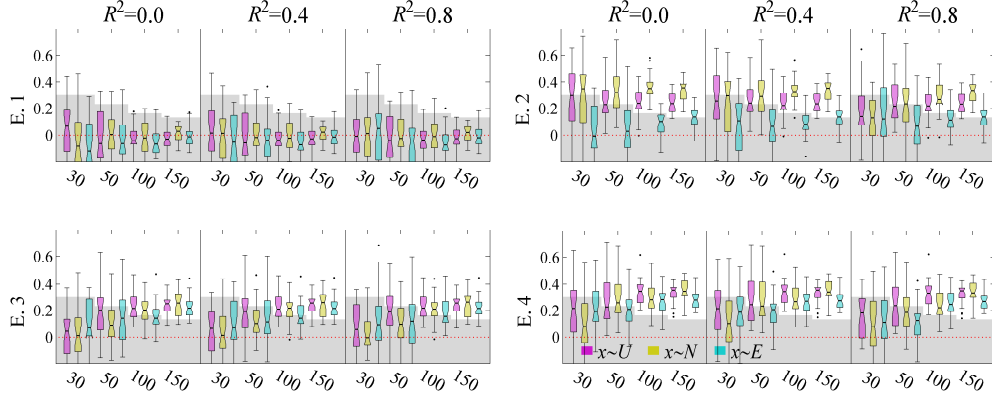 R²=0.0 R²=0.4 R²=0.8 R²=0.0 R²=0.4 R²=0.8
E. 1 0.6 0.4 0.2 0
E. 2 0.6 0.4 0.2 0
30 50 100 150 30 50 100 150 30 50 100 150
30 50 100 150 30 50 100 150 30 50 100 150
E. 3 0.6 0.4 0.2 0
E. 4 0.6 0.4 0.2 0
x~U x~N x~E
30 50 100 150 30 50 100 150 30 50 100 150
30 50 100 150 30 50 100 150 30 50 100 150